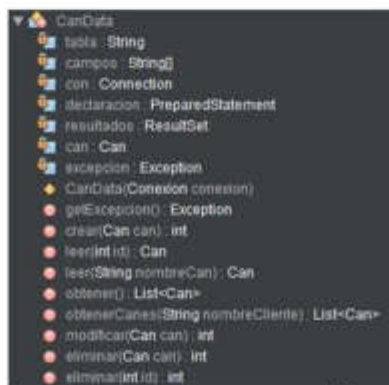 CanData
tabla : String
campos : String[]
con : Connection
declaracion : PreparedStatement
resultados : ResultSet
can : Can
excepcion : Exception
CanData(Conexion conexion)
getExcepcion() : Exception
crear(Can can) : int
leer(int id) : Can
leer(String nombreCan) : Can
obtener() : List<Can>
obtenerCanes(String nombreCliente) : List<Can>
modificar(Can can) : int
eliminar(Can can) : int
eliminar(int id) : int